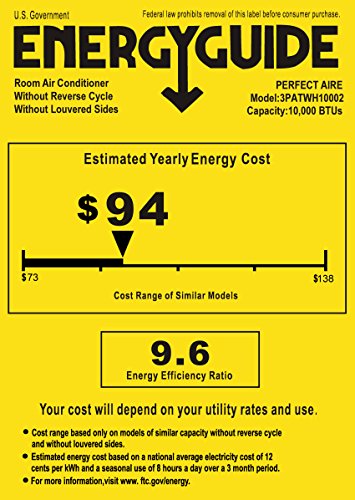 U.S. Government
Federal law prohibits removal of this label before consumer purchase.
ENERGYGUIDE
Room Air Conditioner
Without Reverse Cycle
Without Louvered Sides
PERFECT AIRE
Model:3PATWH10002
Capacity:10,000 BTUs
Estimated Yearly Energy Cost
$94
$73
$138
Cost Range of Similar Models
9.6
Energy Efficiency Ratio
Your cost will depend on your utility rates and use.
● Cost range based only on models of similar capacity without reverse cycle
and without louvered sides.
● Estimated energy cost based on a national average electricity cost of 12
cents per kWh and a seasonal use of 8 hours a day over a 3 month period.
● For more information,visit www. ftc.gov/energy.